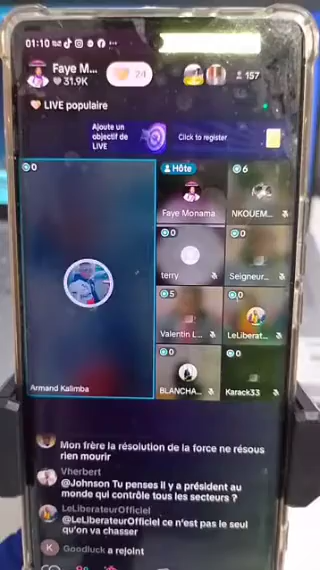 01:10
Faye M...
31.9K
24
157
LIVE populaire
Ajoute un
objectif de
LIVE
Click to register
0
Hôte
6
Faye Monama
NKOUEM...
0
0
terry
Seigneur...
5
0
Valentin L...
LeLiberat...
0
0
Armand Kalimba
BLANCHA...
Karack33
Mon frère la résolution de la force ne résous
rien mourir
Vherbert
@Johnson Tu penses il y a président au
monde qui contrôle tous les secteurs ?
LeLiberateurOfficiel
@LeLiberateurOfficiel ce n'est pas le seul
qu'on va chasser
K
Goodluck a rejoint